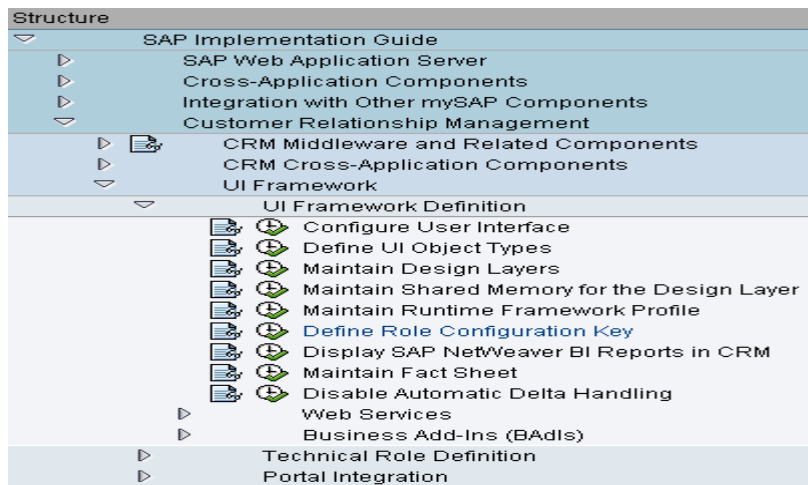 Structure
SAP Implementation Guide
SAP Web Application Server
Cross-Application Components
Integration with Other mySAP Components
Customer Relationship Management
CRM Middleware and Related Components
CRM Cross-Application Components
UI Framework
UI Framework Definition
Configure User Interface
Define UI Object Types
Maintain Design Layers
Maintain Shared Memory for the Design Layer
Maintain Runtime Framework Profile
Define Role Configuration Key
Display SAP NetWeaver BI Reports in CRM
Maintain Fact Sheet
Disable Automatic Delta Handling
Web Services
Business Add-Ins (BAdIs)
Technical Role Definition
Portal Integration